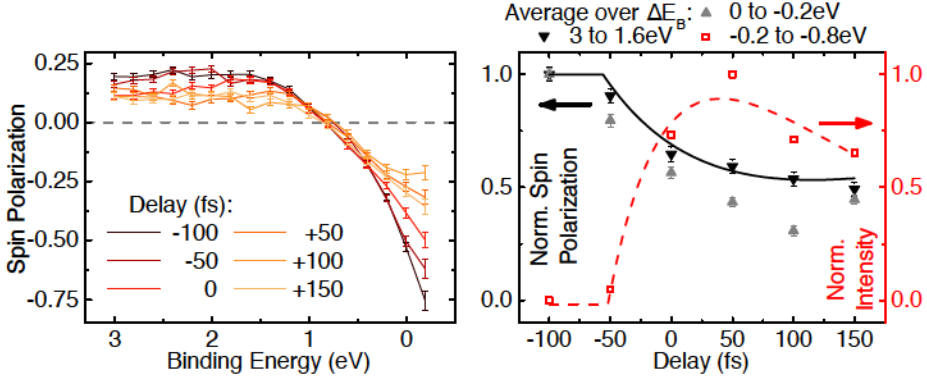 Average over ΔE_B: 0 to -0.2eV
3 to 1.6eV -0.2 to -0.8eV
0.25
0.00
-0.25
-0.50
-0.75
Spin Polarization
Delay (fs):
-100 +50
-50 +100
0 +150
3 2 1 0
Binding Energy (eV)
1.0
0.5
0.0
Norm. Spin
Polarization
Norm.
Intensity
1.0
0.5
0.0
-100 -50 0 50 100 150
Delay (fs)